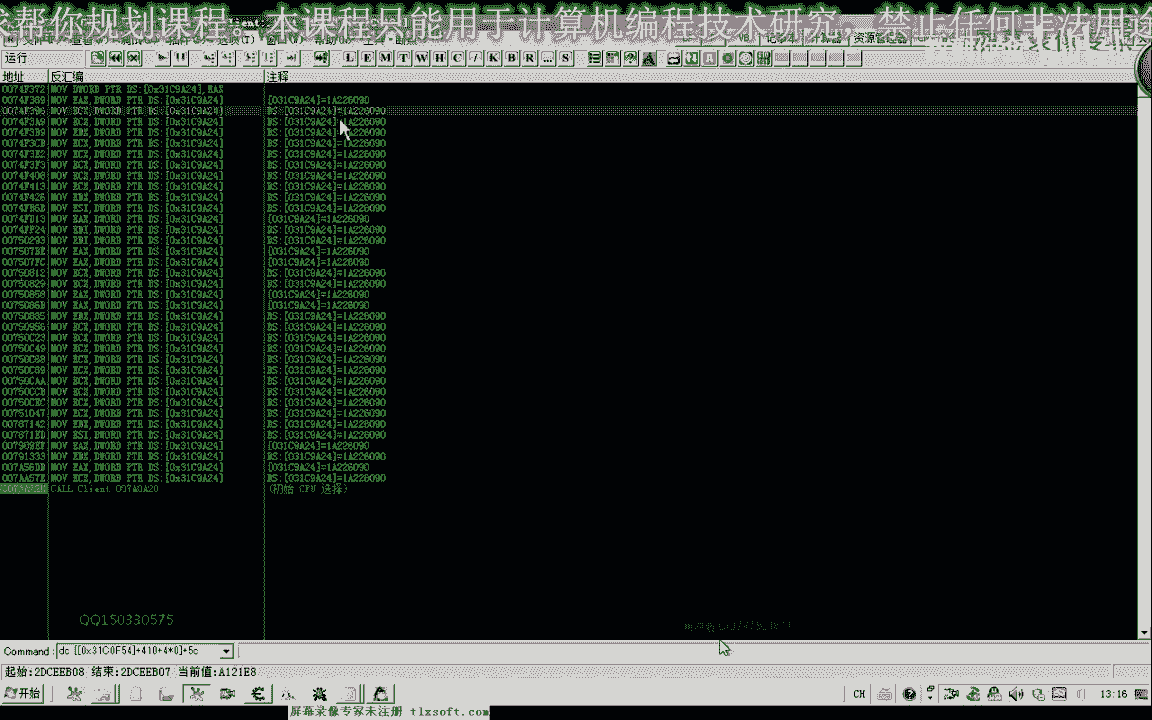 求帮你规划课程。本课程只能用于计算机编程技术研究，禁止任何非法用途
运行 L E M T W H C / K B R ... S
地址 反汇编 注释
0074F372 MOV DWORD PTR DS:[0x31C9A24],EAX
0074F389 MOV EAX,DWORD PTR DS:[0x31C9A24] [031C9A24]=1A226090
MOV ECX,DWORD PTR DS:[0x31C9A24] DS:[031C9A24]=1A226090
0074F3A9 MOV ECX,DWORD PTR DS:[0x31C9A24] DS:[031C9A24]=1A226090
0074F3B9 MOV ECX,DWORD PTR DS:[0x31C9A24] DS:[031C9A24]=1A226090
0074F3CB MOV ECX,DWORD PTR DS:[0x31C9A24] DS:[031C9A24]=1A226090
0074F3E2 MOV ECX,DWORD PTR DS:[0x31C9A24] DS:[031C9A24]=1A226090
0074F3F3 MOV ECX,DWORD PTR DS:[0x31C9A24] DS:[031C9A24]=1A226090
0074F408 MOV ECX,DWORD PTR DS:[0x31C9A24] DS:[031C9A24]=1A226090
0074F413 MOV ECX,DWORD PTR DS:[0x31C9A24] DS:[031C9A24]=1A226090
0074F426 MOV EBX,DWORD PTR DS:[0x31C9A24] DS:[031C9A24]=1A226090
0074FB6B MOV ESI,DWORD PTR DS:[0x31C9A24] DS:[031C9A24]=1A226090
0074FD13 MOV EAX,DWORD PTR DS:[0x31C9A24] [031C9A24]=1A226090
0074FF24 MOV EDI,DWORD PTR DS:[0x31C9A24] DS:[031C9A24]=1A226090
00750293 MOV EDI,DWORD PTR DS:[0x31C9A24] DS:[031C9A24]=1A226090
007507EE MOV EAX,DWORD PTR DS:[0x31C9A24] [031C9A24]=1A226090
007507FC MOV EAX,DWORD PTR DS:[0x31C9A24] [031C9A24]=1A226090
00750812 MOV ECX,DWORD PTR DS:[0x31C9A24] DS:[031C9A24]=1A226090
00750829 MOV ECX,DWORD PTR DS:[0x31C9A24] DS:[031C9A24]=1A226090
00750858 MOV EAX,DWORD PTR DS:[0x31C9A24] [031C9A24]=1A226090
0075086B MOV EAX,DWORD PTR DS:[0x31C9A24] [031C9A24]=1A226090
00750885 MOV EBX,DWORD PTR DS:[0x31C9A24] DS:[031C9A24]=1A226090
00750956 MOV ECX,DWORD PTR DS:[0x31C9A24] DS:[031C9A24]=1A226090
00750C23 MOV ECX,DWORD PTR DS:[0x31C9A24] DS:[031C9A24]=1A226090
00750C49 MOV ECX,DWORD PTR DS:[0x31C9A24] DS:[031C9A24]=1A226090
00750C68 MOV ECX,DWORD PTR DS:[0x31C9A24] DS:[031C9A24]=1A226090
00750C89 MOV ECX,DWORD PTR DS:[0x31C9A24] DS:[031C9A24]=1A226090
00750CAA MOV ECX,DWORD PTR DS:[0x31C9A24] DS:[031C9A24]=1A226090
00750CCB MOV ECX,DWORD PTR DS:[0x31C9A24] DS:[031C9A24]=1A226090
00750CEC MOV ECX,DWORD PTR DS:[0x31C9A24] DS:[031C9A24]=1A226090
00751047 MOV ECX,DWORD PTR DS:[0x31C9A24] DS:[031C9A24]=1A226090
00787142 MOV EBX,DWORD PTR DS:[0x31C9A24] DS:[031C9A24]=1A226090
007871ED MOV ESI,DWORD PTR DS:[0x31C9A24] DS:[031C9A24]=1A226090
007909EF MOV EAX,DWORD PTR DS:[0x31C9A24] [031C9A24]=1A226090
00791333 MOV EBX,DWORD PTR DS:[0x31C9A24] DS:[031C9A24]=1A226090
007A56DD MOV EAX,DWORD PTR DS:[0x31C9A24] [031C9A24]=1A226090
007AA57E MOV ECX,DWORD PTR DS:[0x31C9A24] DS:[031C9A24]=1A226090
CALL Client.007A0A20 (初始 CPU 选择)
QQ150330575
Command: dc [[0x31C0F54]+410+4*0]+5c
起始:2DCEEB08 结束:2DCEEB07 当前值:A121E8
开始 CH 13:16
屏幕录像专家未注册 tlxsoft.com